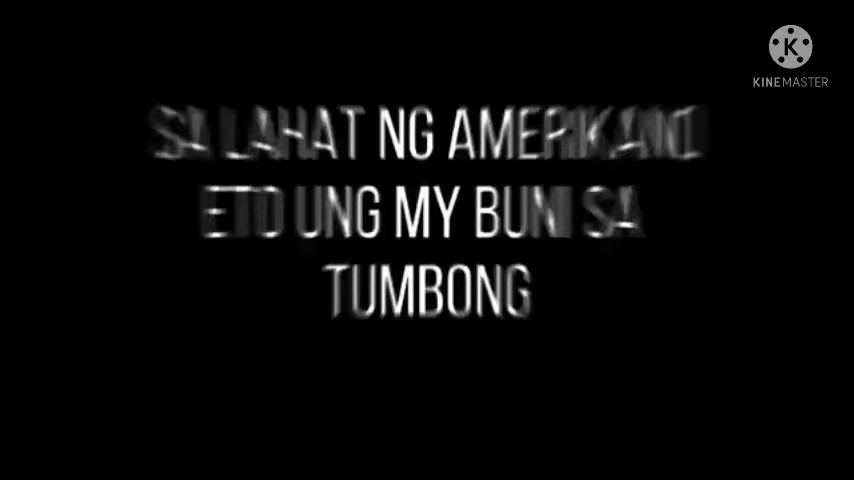 KINEMASTER
SA LAHAT NG AMERIKANO
ETO UNG MY BUNI SA
TUMBONG